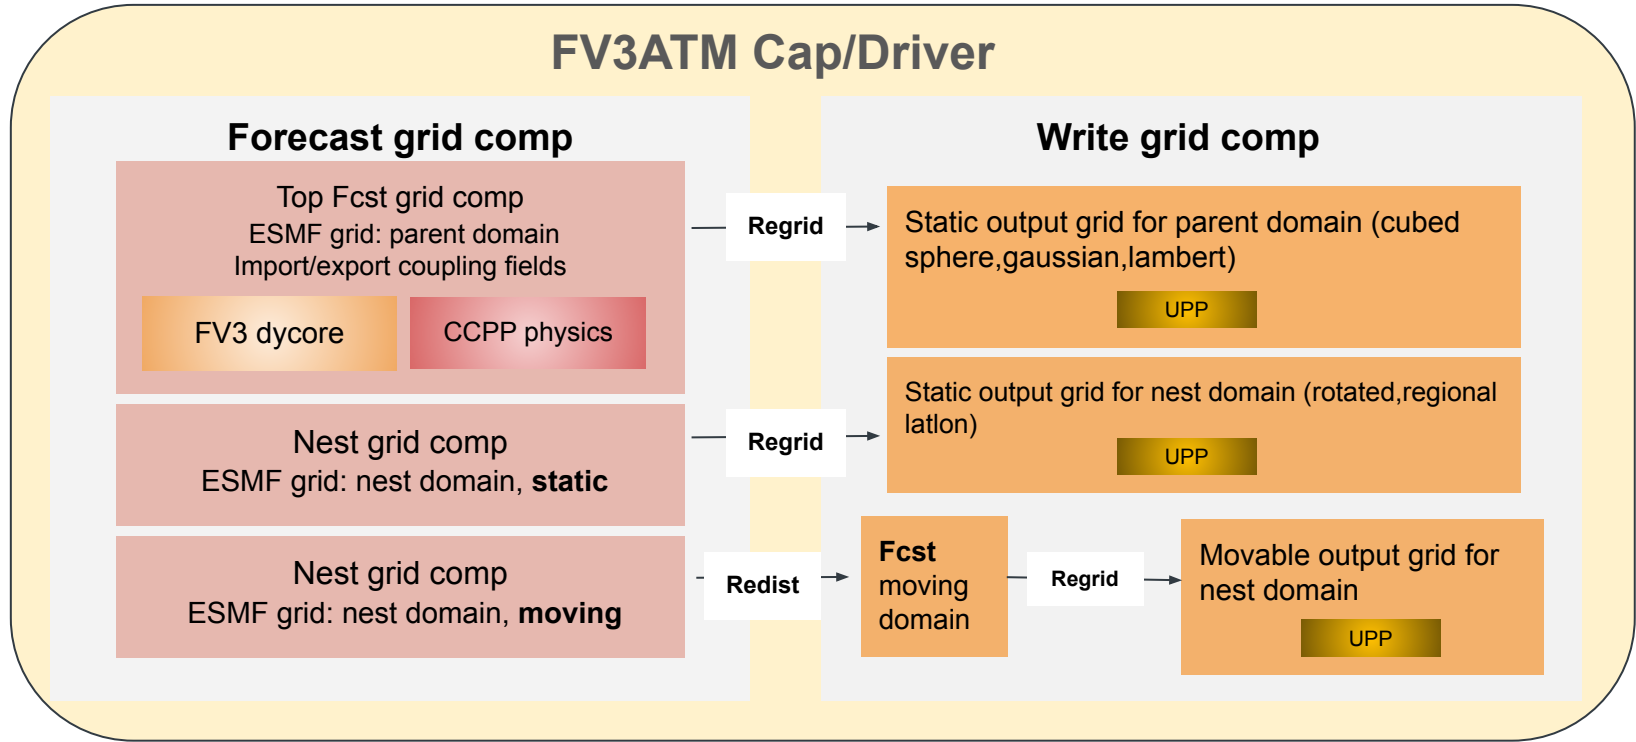 FV3ATM Cap/Driver
Forecast grid comp
Top Fcst grid comp
ESMF grid: parent domain
Import/export coupling fields
FV3 dycore
CCPP physics
Nest grid comp
ESMF grid: nest domain, static
Nest grid comp
ESMF grid: nest domain, moving
Regrid
Regrid
Redist
Write grid comp
Static output grid for parent domain (cubed
sphere,gaussian,lambert)
UPP
Static output grid for nest domain (rotated,regional
latlon)
UPP
Fcst
moving
domain
Regrid
Movable output grid for
nest domain
UPP